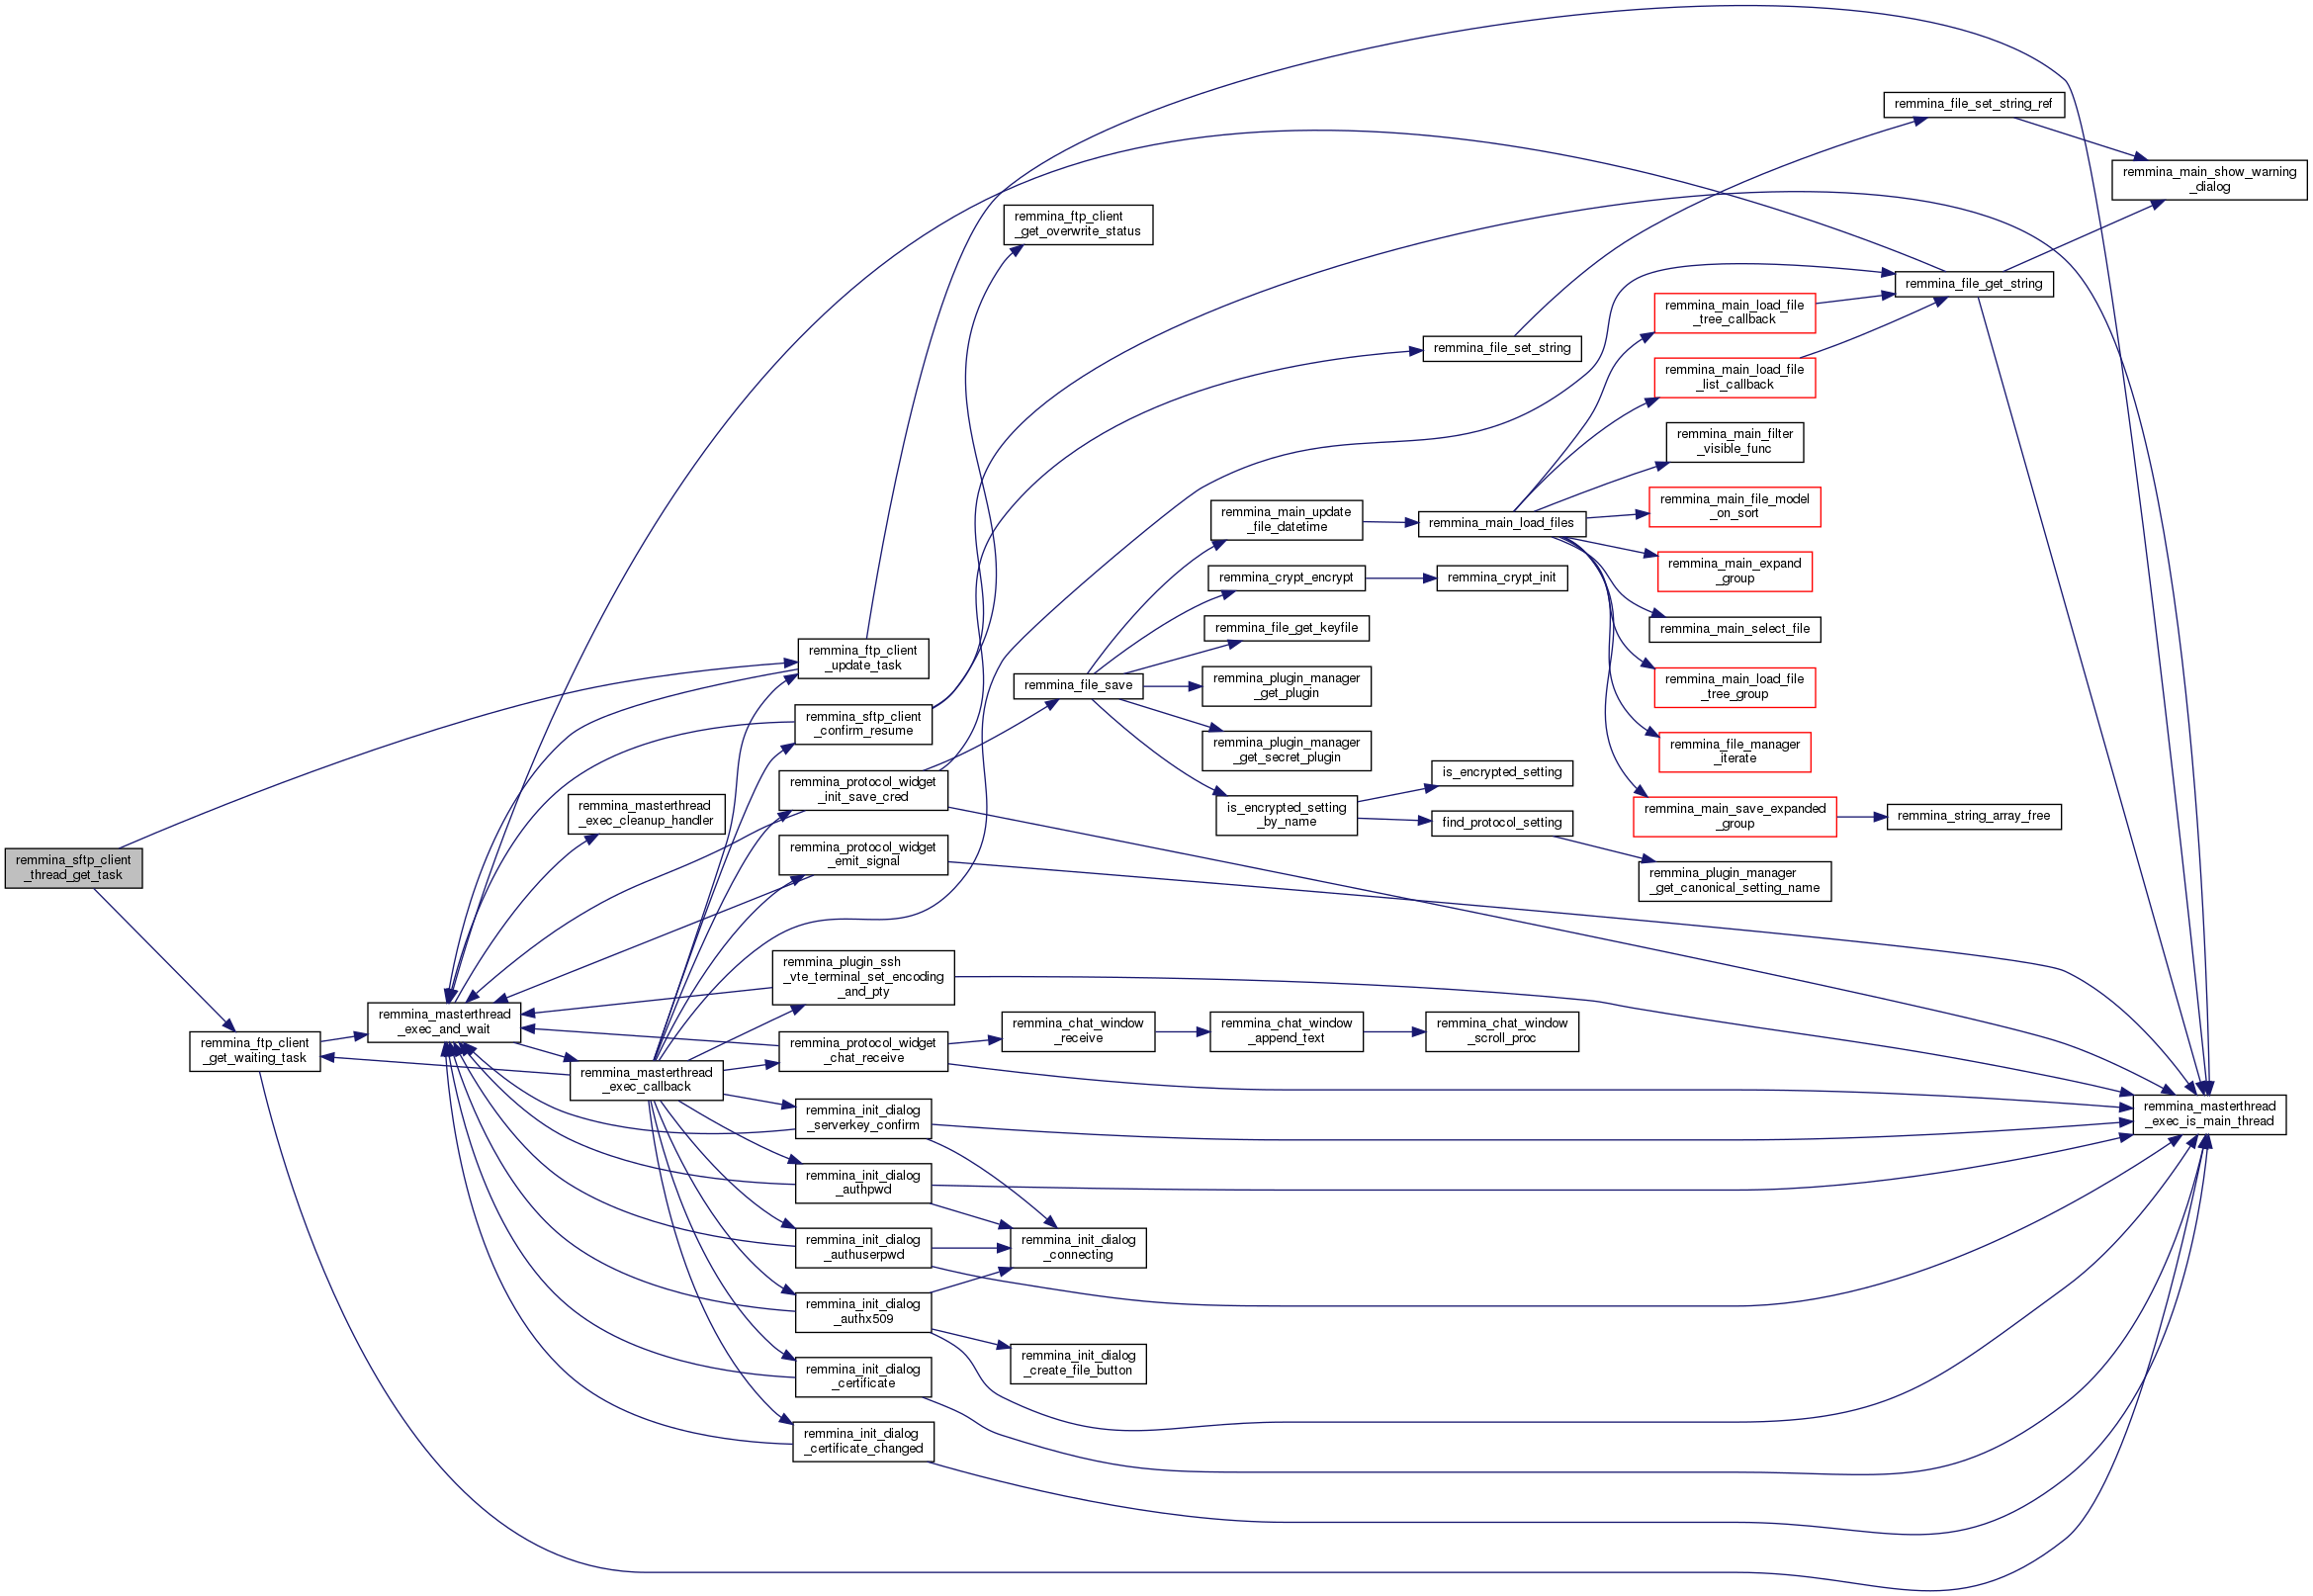 remmina_sftp_client
_thread_get_task
remmina_ftp_client
_get_waiting_task
remmina_masterthread
_exec_and_wait
remmina_masterthread
_exec_cleanup_handler
remmina_masterthread
_exec_callback
remmina_ftp_client
_update_task
remmina_sftp_client
_confirm_resume
remmina_protocol_widget
_init_save_cred
remmina_protocol_widget
_emit_signal
remmina_plugin_ssh
_vte_terminal_set_encoding
_and_pty
remmina_protocol_widget
_chat_receive
remmina_init_dialog
_serverkey_confirm
remmina_init_dialog
_authpwd
remmina_init_dialog
_authuserpwd
remmina_init_dialog
_authx509
remmina_init_dialog
_certificate
remmina_init_dialog
_certificate_changed
remmina_ftp_client
_get_overwrite_status
remmina_file_save
remmina_chat_window
_receive
remmina_init_dialog
_connecting
remmina_init_dialog
_create_file_button
remmina_main_update
_file_datetime
remmina_crypt_encrypt
remmina_file_get_keyfile
remmina_plugin_manager
_get_plugin
remmina_plugin_manager
_get_secret_plugin
is_encrypted_setting
_by_name
remmina_chat_window
_append_text
remmina_file_set_string
remmina_main_load_files
remmina_crypt_init
is_encrypted_setting
find_protocol_setting
remmina_chat_window
_scroll_proc
remmina_main_load_file
_tree_callback
remmina_main_load_file
_list_callback
remmina_main_filter
_visible_func
remmina_main_file_model
_on_sort
remmina_main_expand
_group
remmina_main_select_file
remmina_main_load_file
_tree_group
remmina_file_manager
_iterate
remmina_main_save_expanded
_group
remmina_plugin_manager
_get_canonical_setting_name
remmina_file_set_string_ref
remmina_file_get_string
remmina_string_array_free
remmina_main_show_warning
_dialog
remmina_masterthread
_exec_is_main_thread